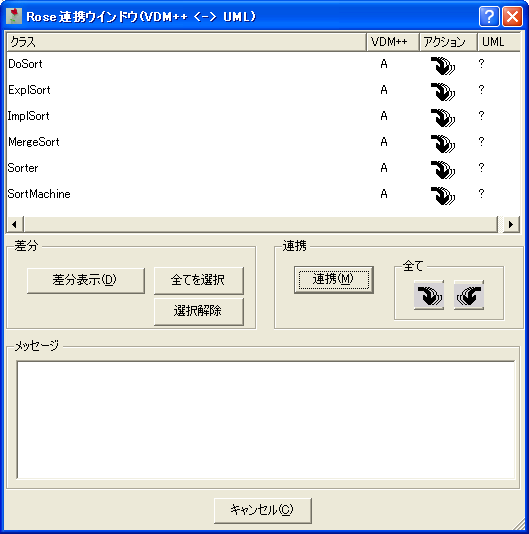 Rose 連携ウインドウ(VDM++ <-> UML)
クラス VDM++ アクション UML
DoSort A ?
ExplSort A ?
ImplSort A ?
MergeSort A ?
Sorter A ?
SortMachine A ?
差分
連携
差分表示(D)
全てを選択
選択解除
連携(M)
全て
メッセージ
キャンセル(C)